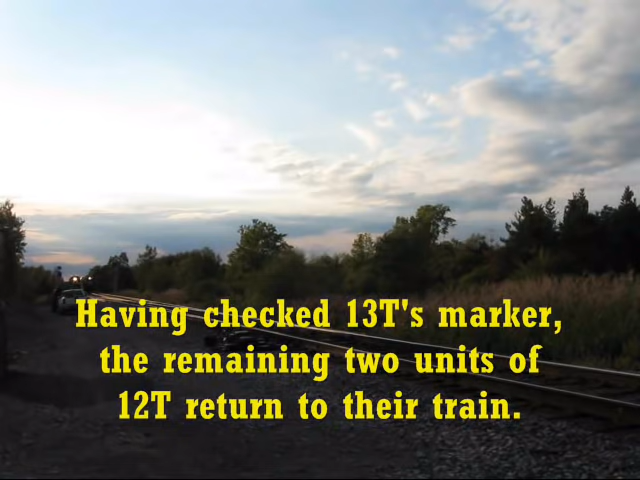 Having checked 13T's marker,
the remaining two units of
12T return to their train.